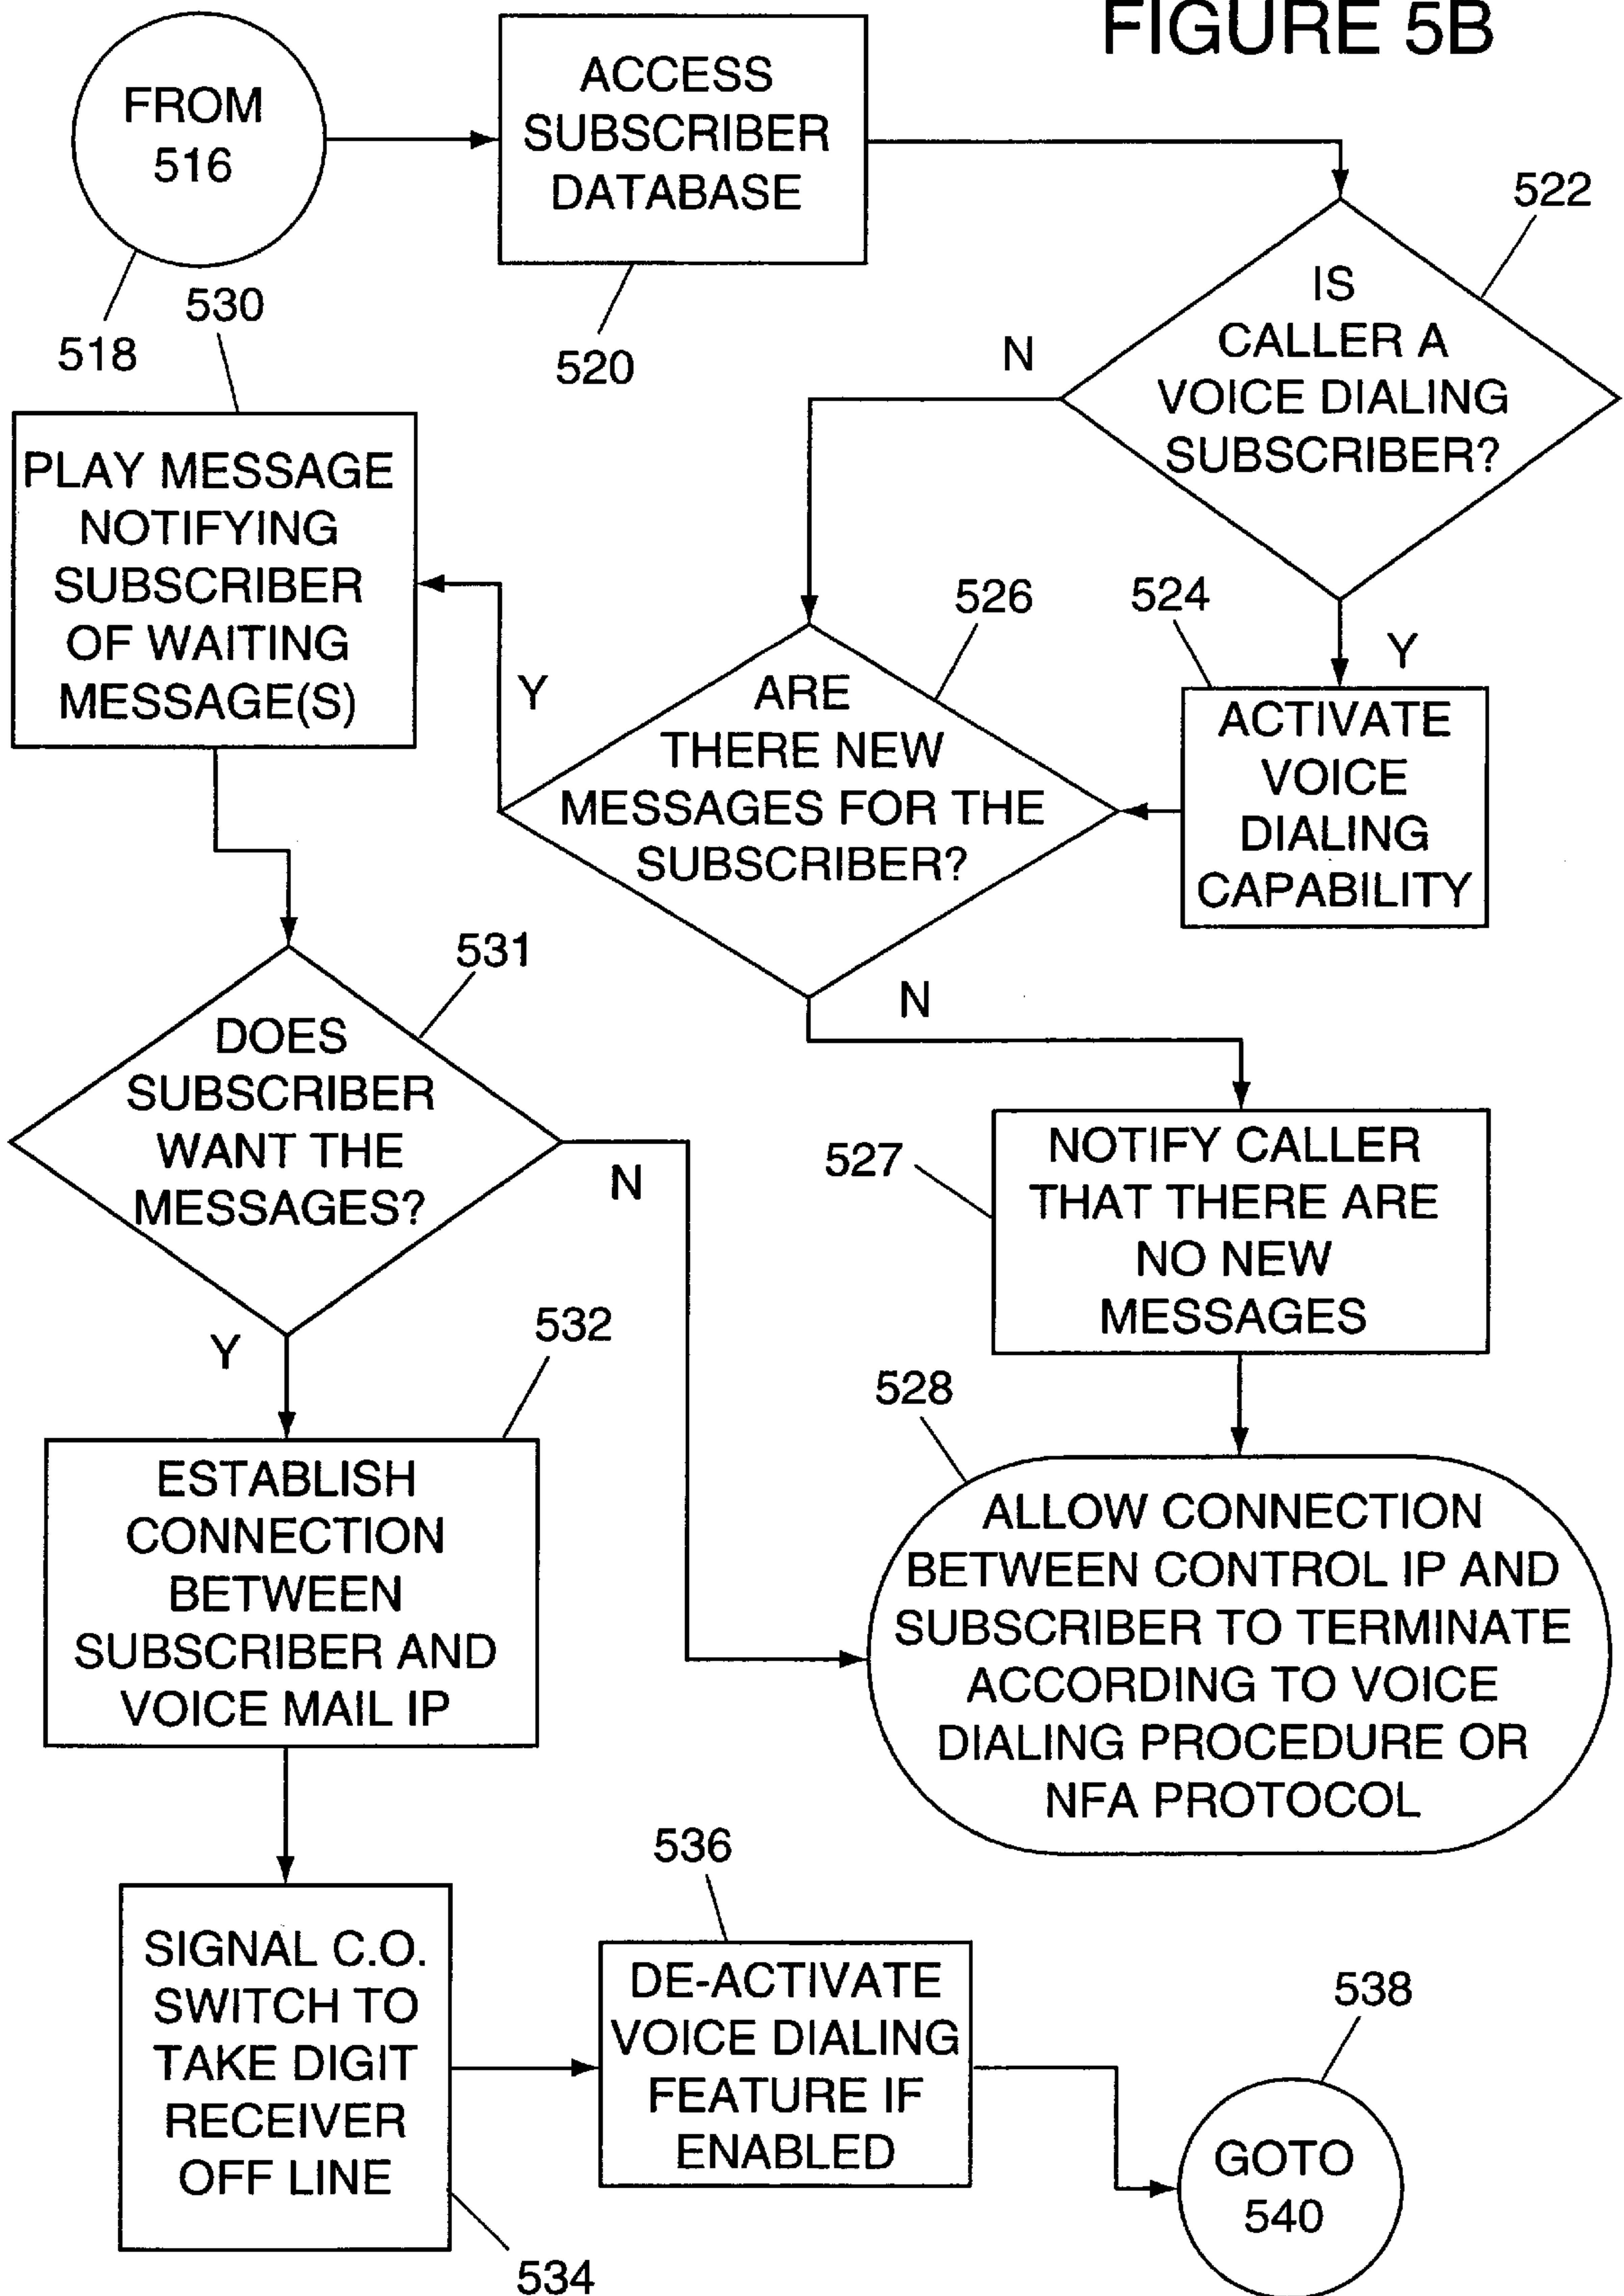 FIGURE 5B
FROM
516
518
ACCESS
SUBSCRIBER
DATABASE
520
522
IS
CALLER A
VOICE DIALING
SUBSCRIBER?
N
Y
530
PLAY MESSAGE
NOTIFYING
SUBSCRIBER
OF WAITING
MESSAGE(S)
526
ARE
THERE NEW
MESSAGES FOR THE
SUBSCRIBER?
Y
N
524
ACTIVATE
VOICE
DIALING
CAPABILITY
531
DOES
SUBSCRIBER
WANT THE
MESSAGES?
N
Y
527
NOTIFY CALLER
THAT THERE ARE
NO NEW
MESSAGES
532
ESTABLISH
CONNECTION
BETWEEN
SUBSCRIBER AND
VOICE MAIL IP
528
ALLOW CONNECTION
BETWEEN CONTROL IP AND
SUBSCRIBER TO TERMINATE
ACCORDING TO VOICE
DIALING PROCEDURE OR
NFA PROTOCOL
SIGNAL C.O.
SWITCH TO
TAKE DIGIT
RECEIVER
OFF LINE
534
536
DE-ACTIVATE
VOICE DIALING
FEATURE IF
ENABLED
538
GOTO
540